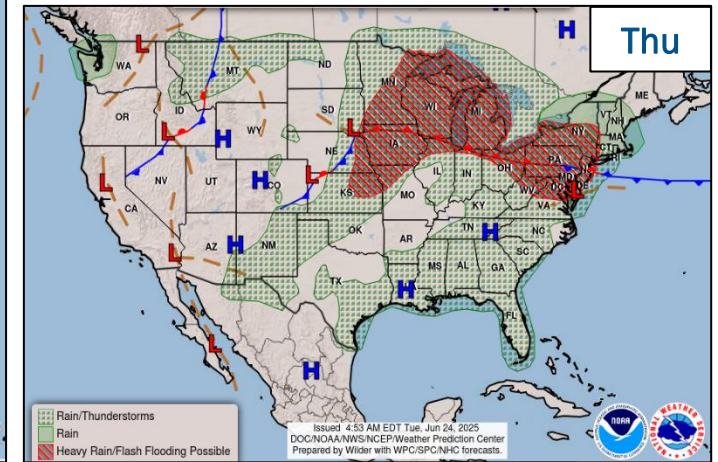 Thu
H
H
L
WA
MT
ND
MN
ME
OR
ID
L
H
WY
SD
L
WI
MI
NY
VT
NH
MA
CT
RI
NE
IA
PA
NJ
L
NV
UT
H
CO
L
KS
MO
IL
IN
OH
WV
MD
DE
DC
L
VA
CA
KY
L
AZ
H
NM
OK
AR
TN
H
NC
SC
L
TX
H
MS
AL
GA
FL
L
H
Rain/Thunderstorms
Rain
Heavy Rain/Flash Flooding Possible
Issued 4:53 AM EDT Tue, Jun 24, 2025
DOC/NOAA/NWS/NCEP/Weather Prediction Center
Prepared by Wilder with WPC/SPC/NHC forecasts.
NOAA
NATIONAL WEATHER SERVICE